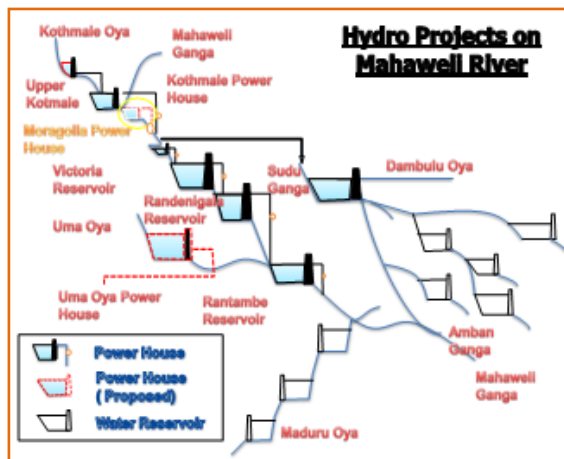 Hydro Projects on
Mahaweli River
Kothmale Oya
Mahaweli
Ganga
Kothmale Power
House
Upper
Kotmale
Moragolla Power
House
Victoria
Reservoir
Sudu
Ganga
Dambulu Oya
Randenigala
Reservoir
Uma Oya
Uma Oya Power
House
Rantambe
Reservoir
Amban
Ganga
Mahaweli
Ganga
Maduru Oya
Power House
Power House
( Proposed)
Water Reservoir